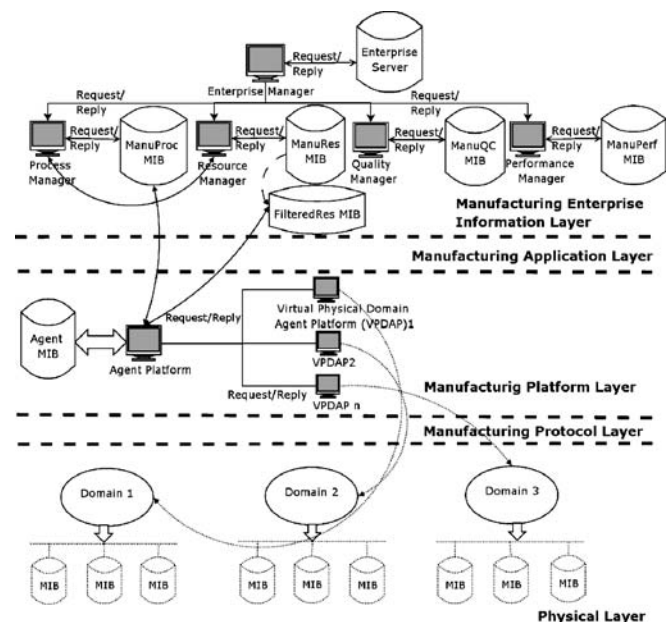 Request/
Reply
Enterprise
Server
Enterprise Manager
Request/
Reply
Request/
Reply
Request/
Reply
Request/
Reply
Request/
Reply
Process
Manager
ManuProc
MIB
Request/
Reply
Resource
Manager
ManuRes
MIB
Request/
Reply
Quality
Manager
ManuQC
MIB
Request/
Reply
Performance
Manager
ManuPerf
MIB
FilteredRes MIB
Manufacturing Enterprise
Information Layer
Manufacturing Application Layer
Agent
MIB
Agent Platform
Request/Reply
Virtual Physical Domain
Agent Platform (VPDAP)1
VPDAP2
Request/Reply
VPDAP n
Manufacturig Platform Layer
Manufacturing Protocol Layer
Domain 1
Domain 2
Domain 3
MIB
MIB
MIB
MIB
MIB
MIB
MIB
MIB
MIB
Physical Layer